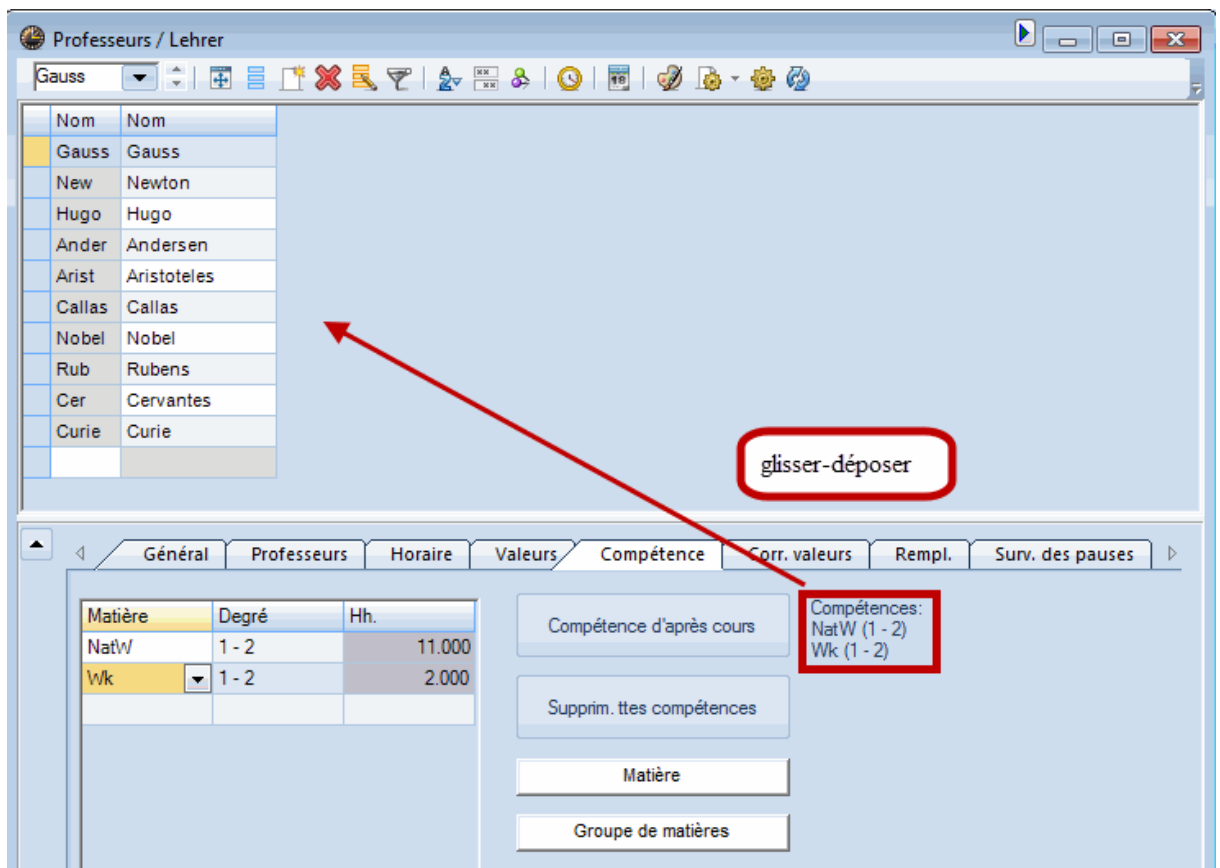 Professeurs / Lehrer
Gauss
Nom Nom
Gauss Gauss
New Newton
Hugo Hugo
Ander Andersen
Arist Aristoteles
Callas Callas
Nobel Nobel
Rub Rubens
Cer Cervantes
Curie Curie
glisser-déposer
Général Professeurs Horaire Valeurs Compétence Corr. valeurs Rempl. Surv. des pauses
Matière Degré Hh.
NatW 1 - 2 11.000
Wk 1 - 2 2.000
Compétence d'après cours
Supprim. ttes compétences
Matière
Groupe de matières
Compétences:
NatW (1 - 2)
Wk (1 - 2)